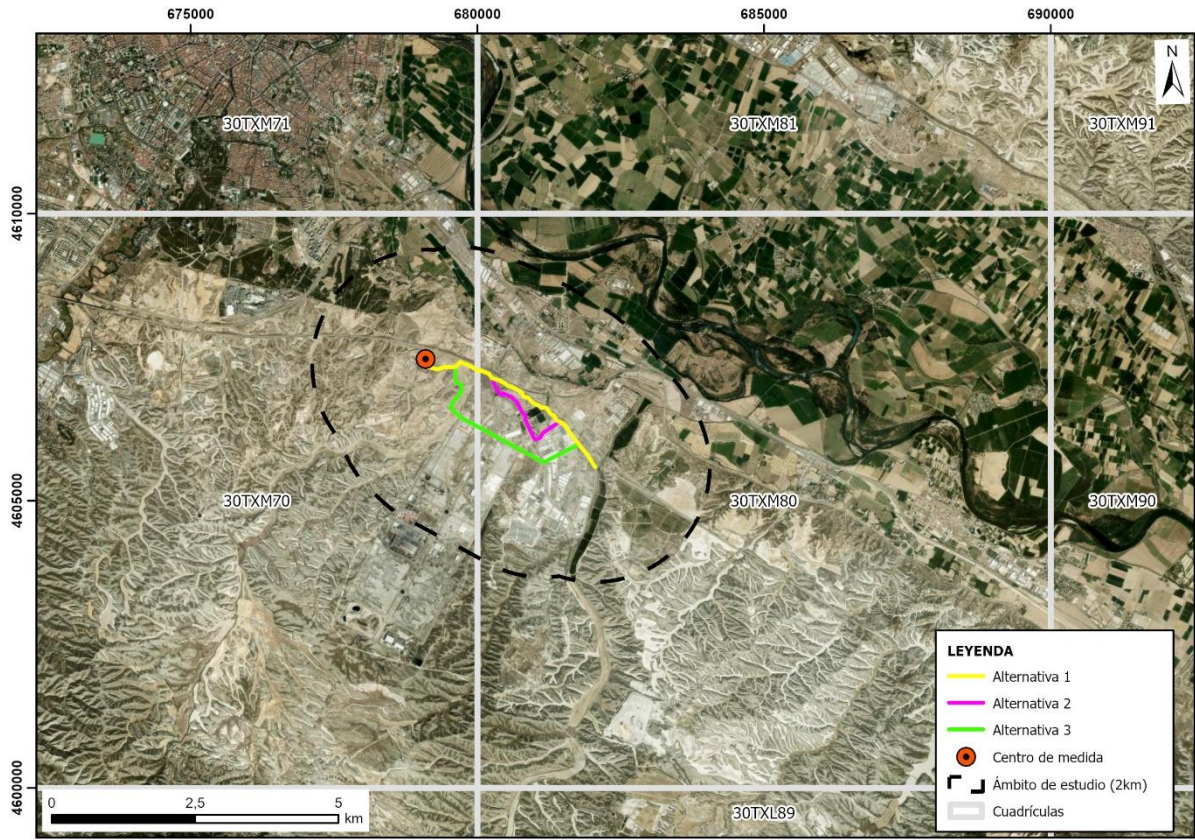 675000
680000
685000
690000
N
30TXM71
30TXM81
30TXM91
4610000
4605000
30TXM70
30TXM80
30TXM90
LEYENDA
Alternativa 1
Alternativa 2
Alternativa 3
Centro de medida
Ámbito de estudio (2km)
Cuadrículas
4600000
0
2,5
5
km
30TXL89